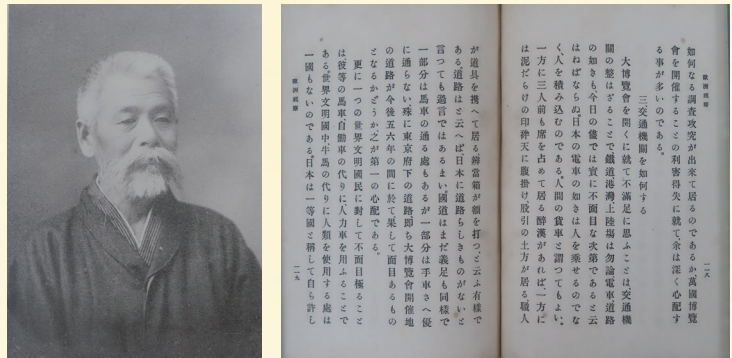 一一八
如何なる調査攻究が出來て居るのであるか萬國博覽
會を開催することの利害得失に就て、余は深く心配す
る事が多いのである。
三交通機關を如何する
大博覽會を開くに就て不滿足に思ふことは、交通機
關の整はざることで鐵道港灣上陸場は勿論電車道路
の如きも今日の儘では實に不面目な次第であると云
はねばならぬ。日本の電車の如きは人を乘せるのでな
く、人を積み込むのである。人間の貨車と謂つてもよい。
一方に三人前も席を占めて居る醉漢があれば、一方に
は泥だらけの印袢天に腹掛け股引の土方が居る職人
が道具を携へて居る辨當箱が額を打つ、と云ふ有樣で
ある。道路はと云へば、日本に道路らしきものがないと
言つても過言ではあるまい。國道はまだ義足も同樣で
一部分は馬車の通る處もあるが一部分は手車さへ優
に通らない殊に東京府下の道路即ち大博覽會開催地
の道路が今後五六年の間に於て果して面目あるもの
となるかどうか之が第一の心配である。
更に一つの世界文明國民に對して不面目極ること
は彼等の馬車自動車の代りに人力車を用ふることで
ある。世界文明國中、牛馬の代りに人類を使用する處は
一國もないのである。日本は一等國と稱して自ら許し
一一九